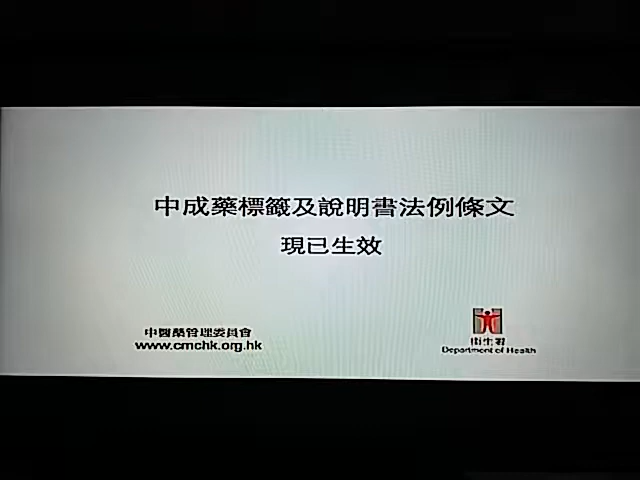 中成藥標籤及說明書法例條文
現已生效
中醫藥管理委員會
www.cmchk.org.hk
衞生署
Department of Health